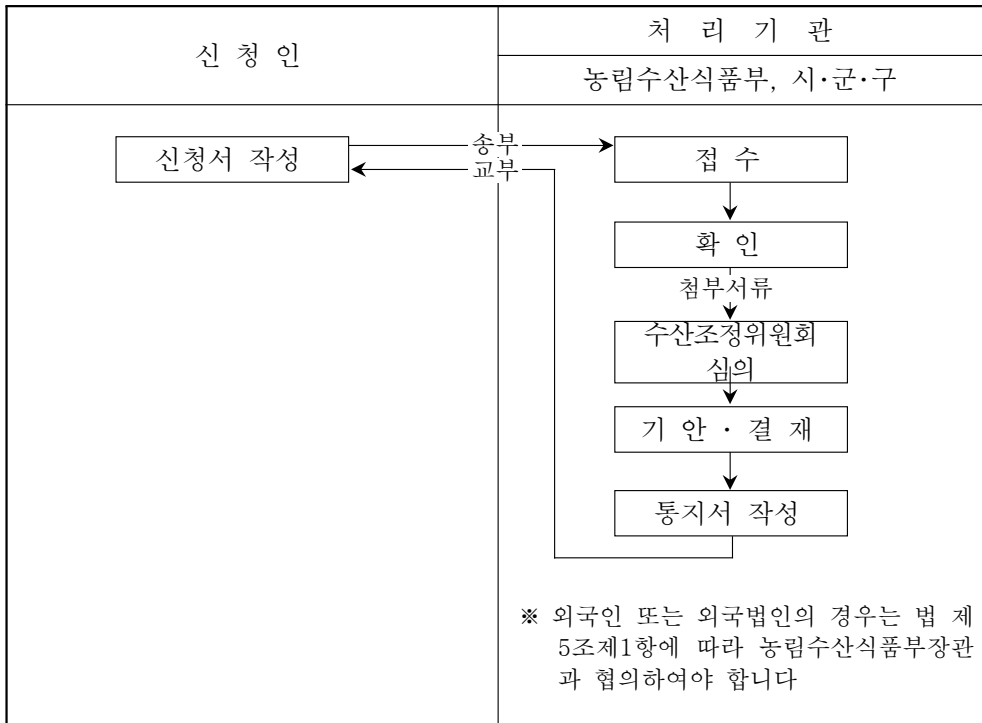 신 청 인
처 리 기 관
농림수산식품부, 시·군·구
신청서 작성
송부
교부
접 수
확 인
첨부서류
수산조정위원회
심의
기 안 · 결 재
통지서 작성
※ 외국인 또는 외국법인의 경우는 법 제
5조제1항에 따라 농림수산식품부장관
과 협의하여야 합니다